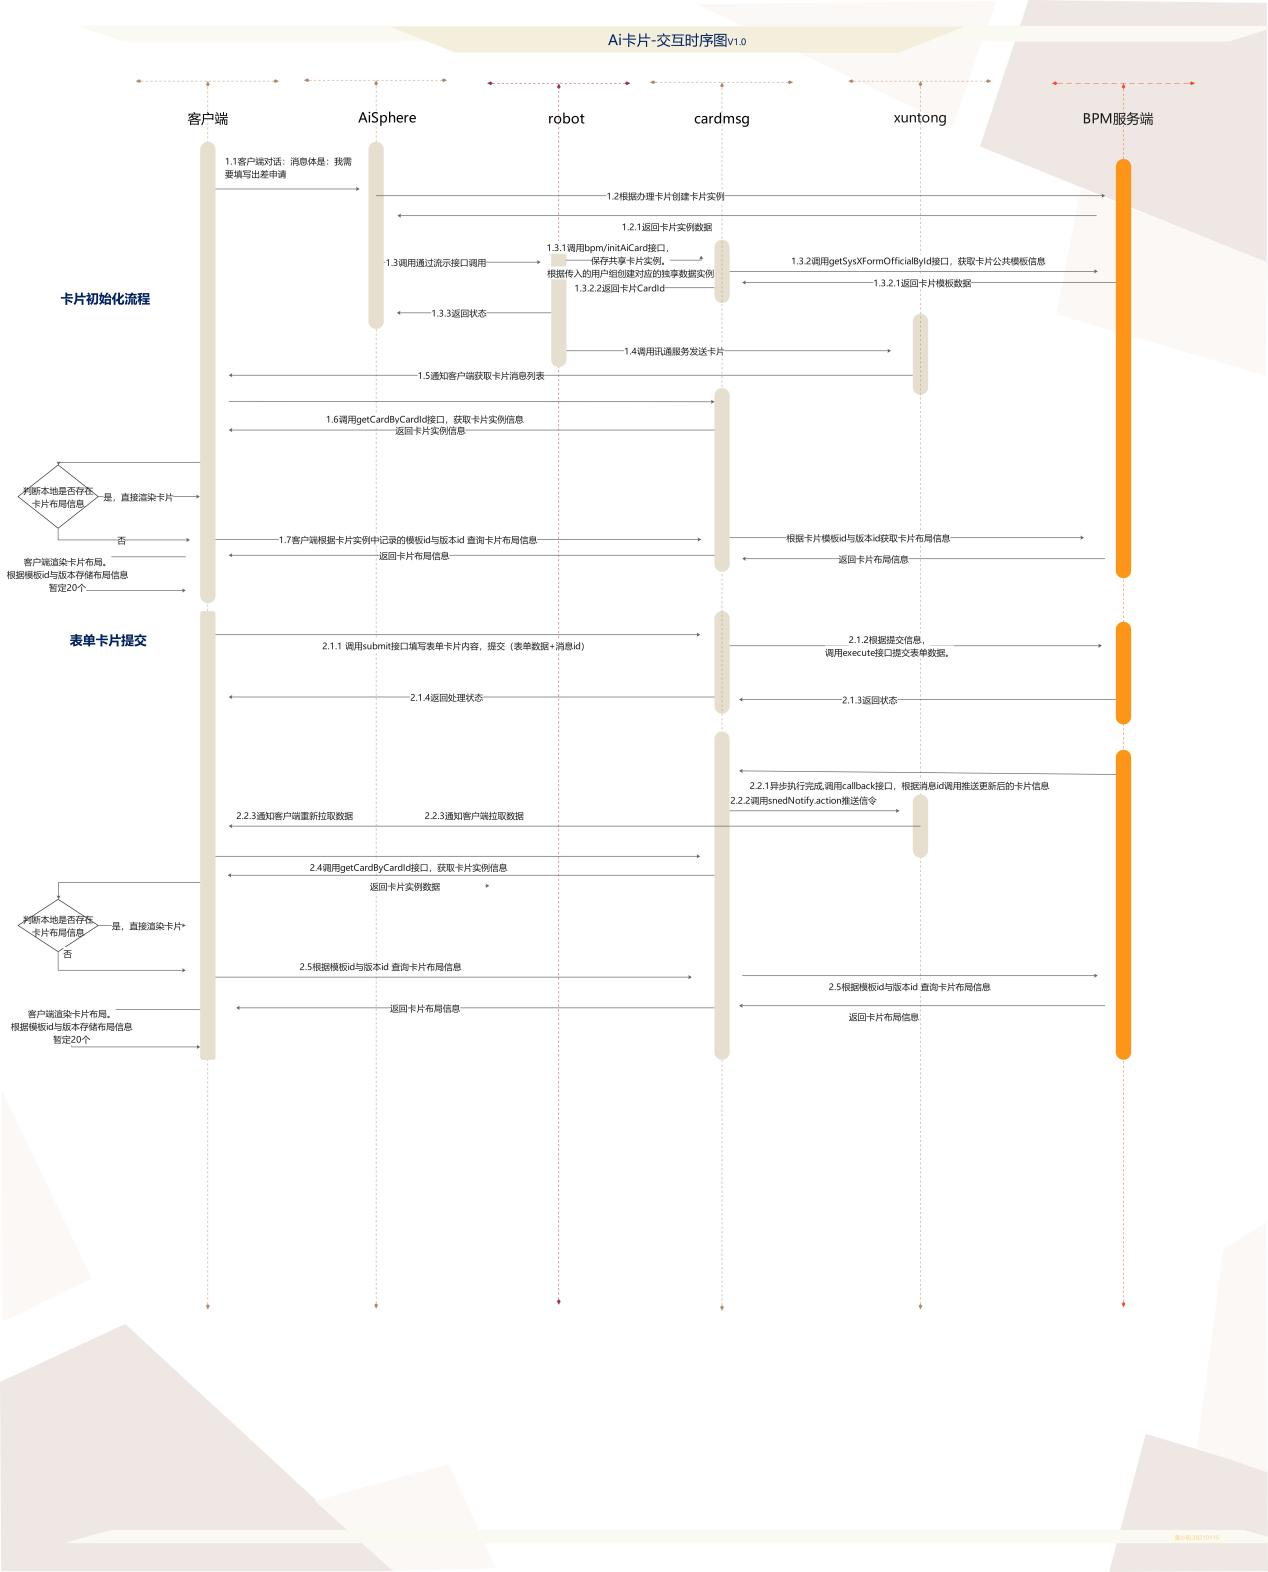 Ai卡片-交互时序图V1.0
客户端
AiSphere
robot
cardmsg
xuntong
BPM服务端
1.1客户端对话：消息体是：我需
要填写出差申请
1.2根据办理卡片创建卡片实例
1.2.1返回卡片实例数据
1.3调用通过流示接口调用
1.3.1调用bpm/initAiCard接口，
保存共享卡片实例。
根据传入的用户组创建对应的独享数据实例
1.3.2调用getSysXFormOfficialById接口，获取卡片公共模板信息
1.3.2.1返回卡片模板数据
1.3.2.2返回卡片CardId
卡片初始化流程
1.3.3返回状态
1.4调用讯通服务发送卡片
1.5通知客户端获取卡片消息列表
1.6调用getCardByCardId接口，获取卡片实例信息
返回卡片实例信息
判断本地是否存在
卡片布局信息
是，直接渲染卡片
否
1.7客户端根据卡片实例中记录的模板id与版本id 查询卡片布局信息
根据卡片模板id与版本id获取卡片布局信息
返回卡片布局信息
返回卡片布局信息
客户端渲染卡片布局。
根据模板id与版本存储布局信息
暂定20个
表单卡片提交
2.1.1 调用submit接口填写表单卡片内容，提交（表单数据+消息id）
2.1.2根据提交信息，
调用execute接口提交表单数据。
2.1.4返回处理状态
2.1.3返回状态
2.2.1异步执行完成,调用callback接口，根据消息id调用推送更新后的卡片信息
2.2.2调用snedNotify.action推送信令
2.2.3通知客户端重新拉取数据
2.2.3通知客户端拉取数据
2.4调用getCardByCardId接口，获取卡片实例信息
返回卡片实例数据
判断本地是否存在
卡片布局信息
是，直接渲染卡片
否
2.5根据模板id与版本id 查询卡片布局信息
2.5根据模板id与版本id 查询卡片布局信息
返回卡片布局信息
返回卡片布局信息
客户端渲染卡片布局。
根据模板id与版本存储布局信息
暂定20个